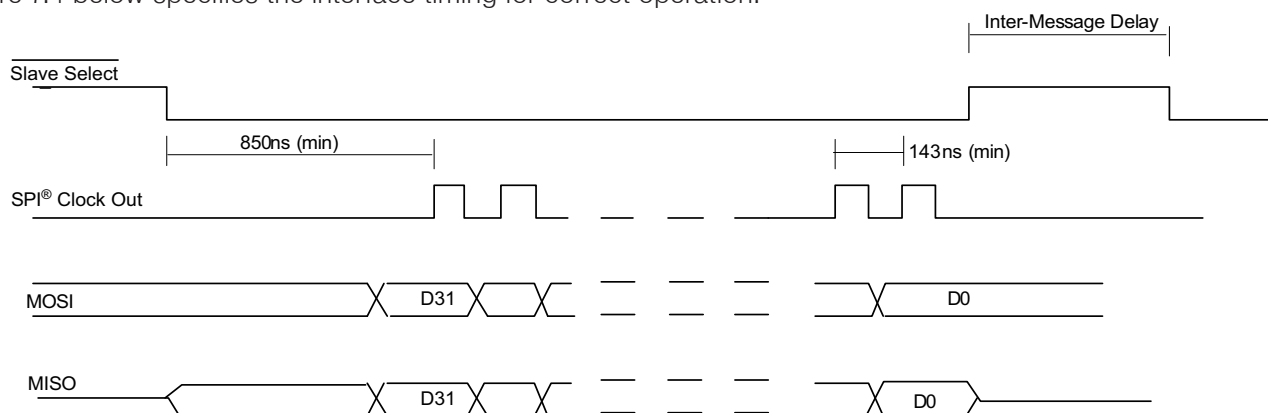 re 7.4 below specifies the interface timing for correct operation.
Inter-Message Delay
Slave Select
850ns (min)
143ns (min)
SPI® Clock Out
MOSI
D31
D0
MISO
D31
D0